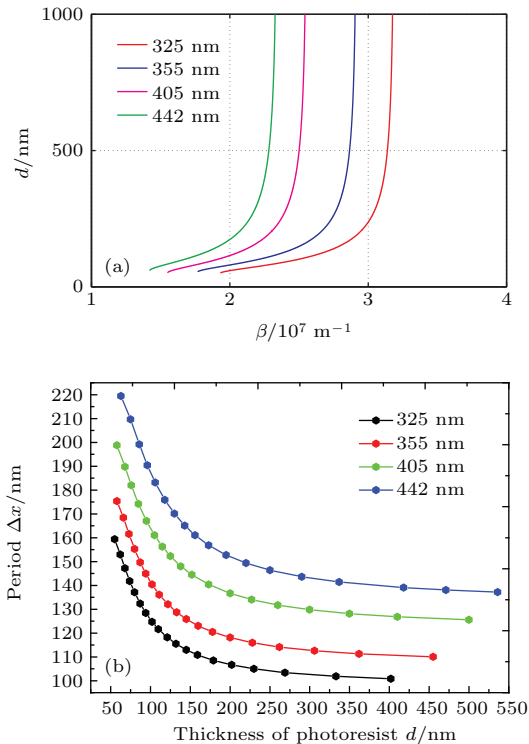 1000
500
0
d/nm
325 nm
355 nm
405 nm
442 nm
(a)
1 2 3 4
β/10⁷ m⁻¹
220
210
200
190
180
170
160
150
140
130
120
110
100
Period Δx/nm
325 nm
355 nm
405 nm
442 nm
(b)
50 100 150 200 250 300 350 400 450 500 550
Thickness of photoresist d/nm